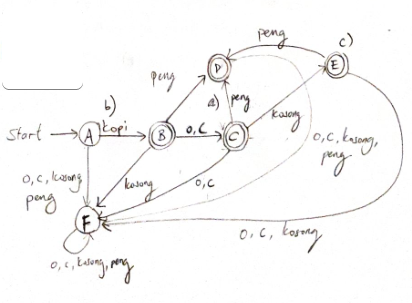 peng
c)
D
E
peng
b)
a)
peng
kosong
Start
A
kopi
B
O, C
C
O, C, kosong,
peng
O, C, kosong
peng
kosong
O, C
F
O, C, kosong
O, C, kosong, peng